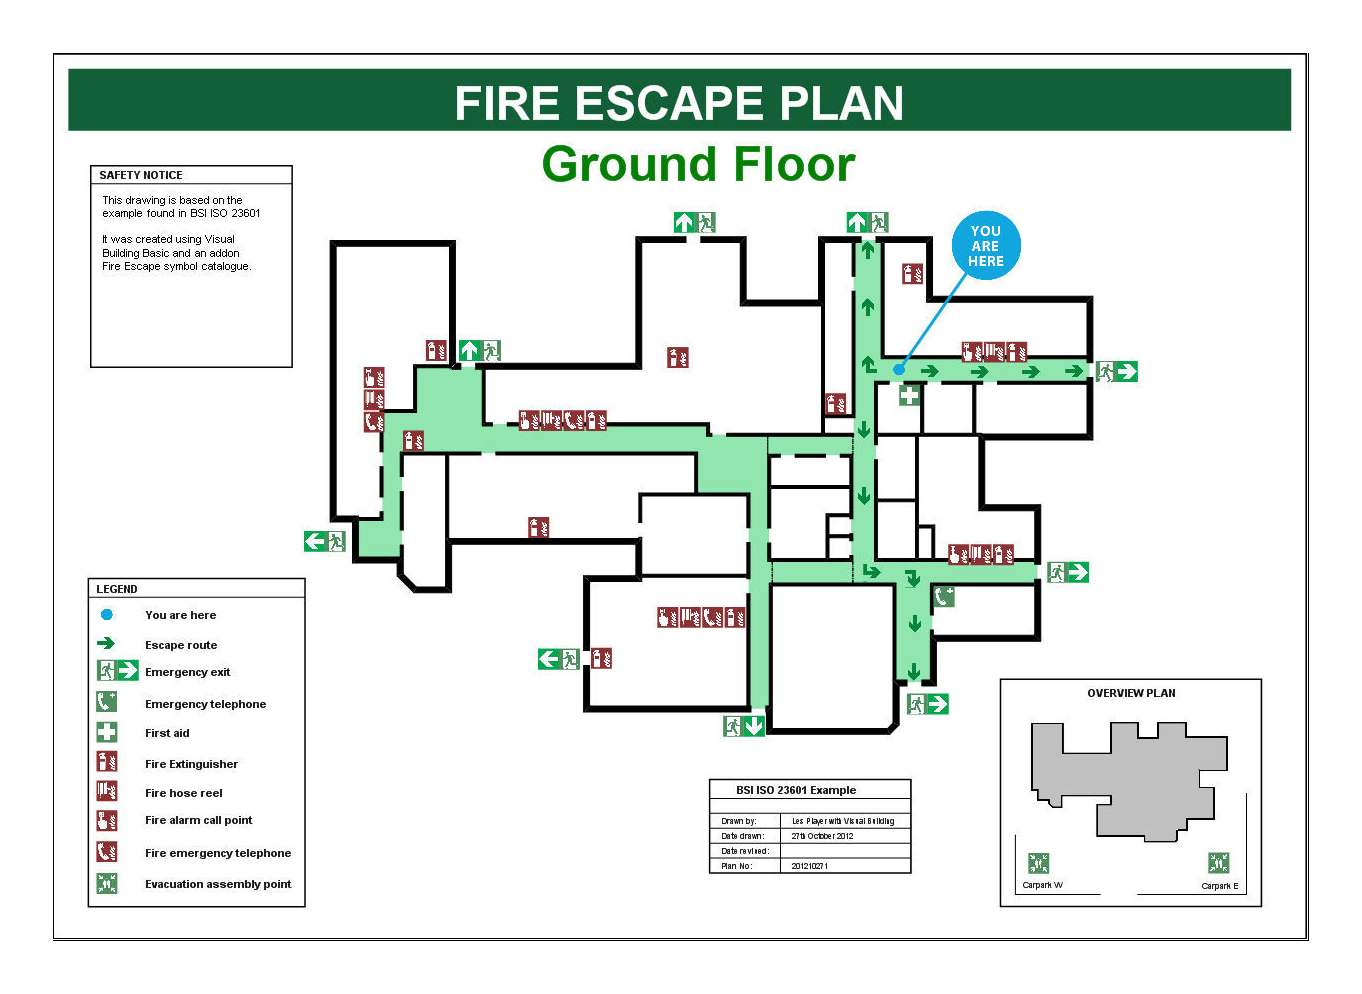 FIRE ESCAPE PLAN
Ground Floor
SAFETY NOTICE
This drawing is based on the
example found in BSI ISO 23601
It was created using Visual
Building Basic and an addon
Fire Escape symbol catalogue.
YOU
ARE
HERE
LEGEND
You are here
Escape route
Emergency exit
Emergency telephone
First aid
Fire Extinguisher
Fire hose reel
Fire alarm call point
Fire emergency telephone
Evacuation assembly point
BSI ISO 23601 Example
Drawn by: Les Player with Visual Building
Date drawn: 27th October 2012
Date revised:
Plan No: 201210271
OVERVIEW PLAN
Carpark W
Carpark E